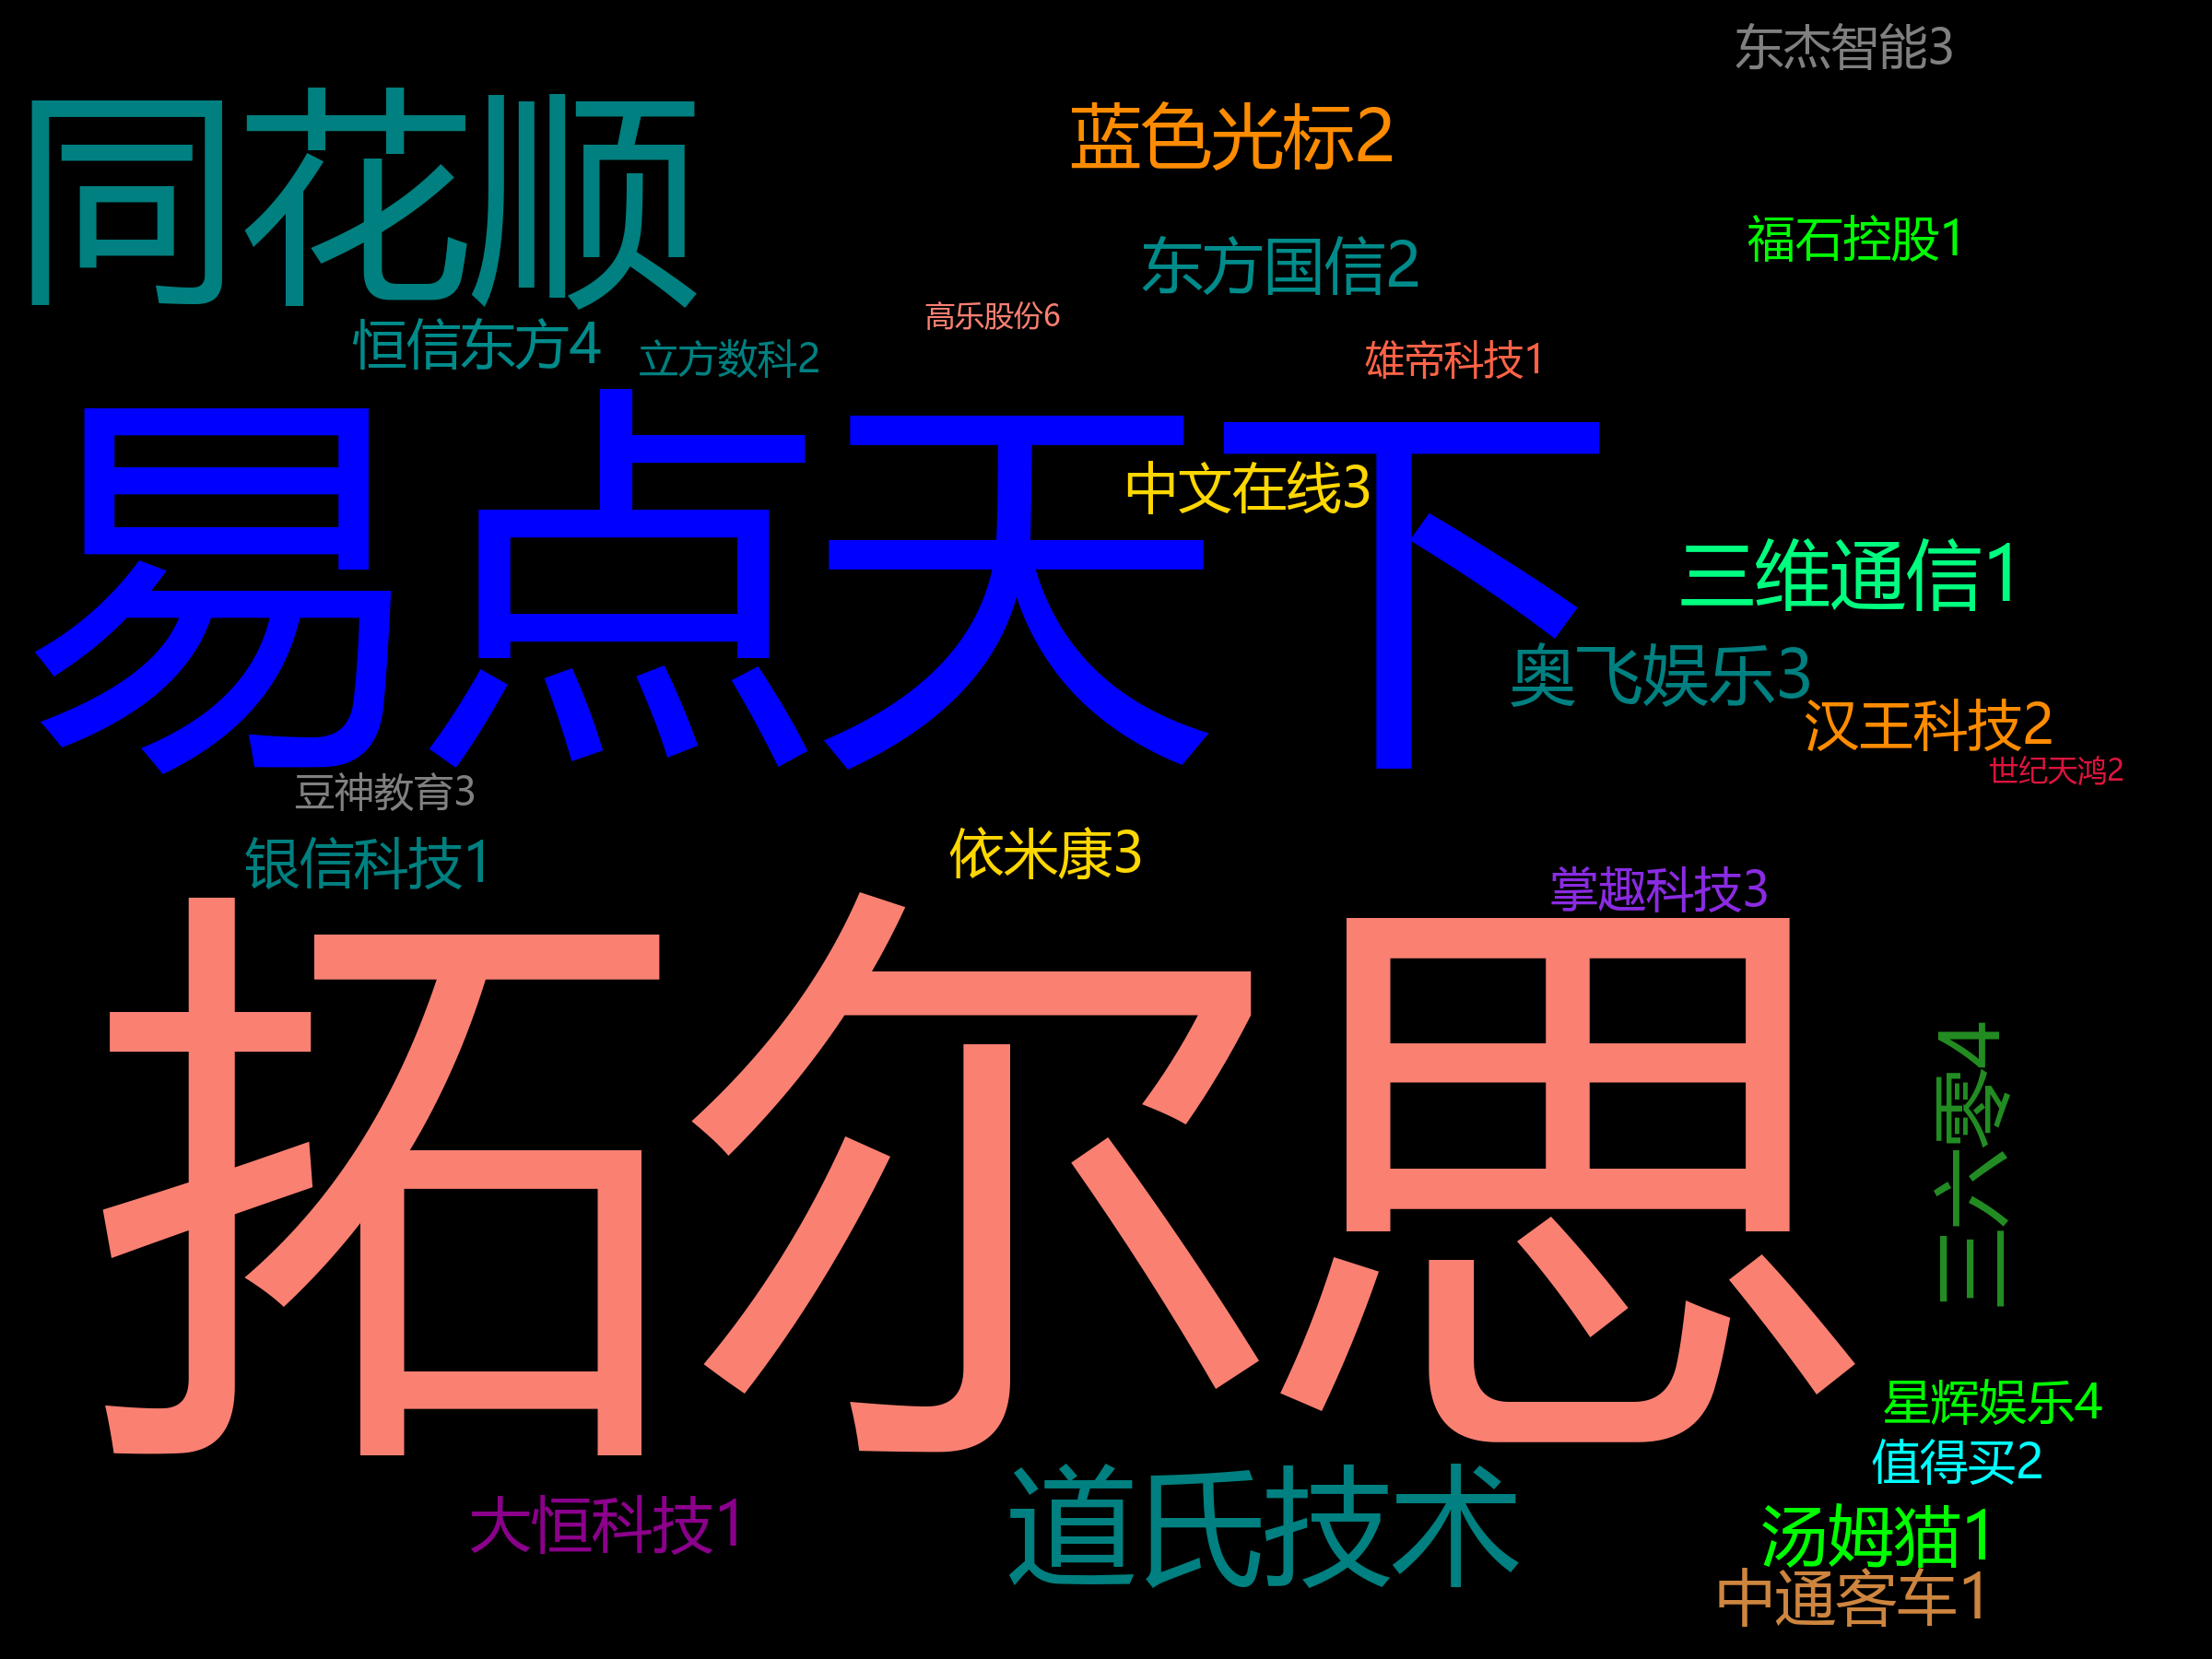 东杰智能3
同花顺
蓝色光标2
福石控股1
东方国信2
高乐股份6
恒信东方4
立方数科2
雄帝科技1
易点天下
中文在线3
三维通信1
奥飞娱乐3
汉王科技2
世纪天鸿2
豆神教育3
银信科技1
依米康3
掌趣科技3
拓尔思
三六零4
星辉娱乐4
值得买2
大恒科技1
道氏技术
汤姆猫1
中通客车1